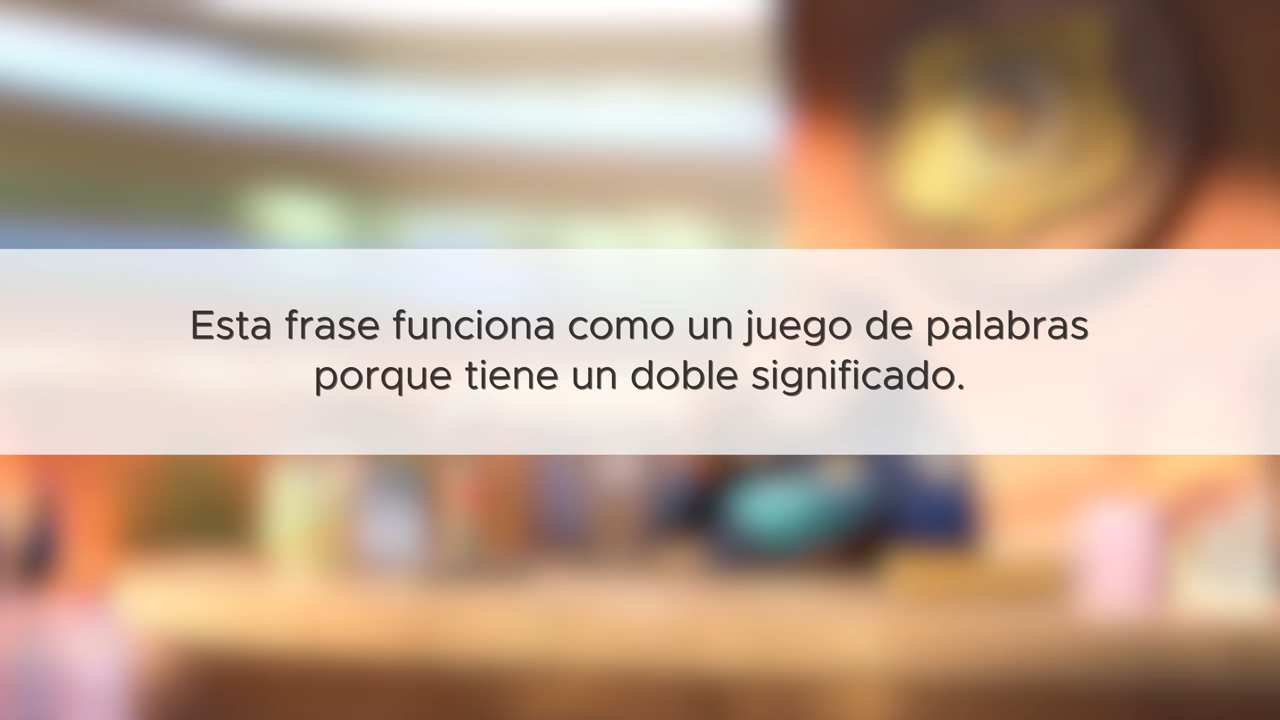 Esta frase funciona como un juego de palabras
porque tiene un doble significado.